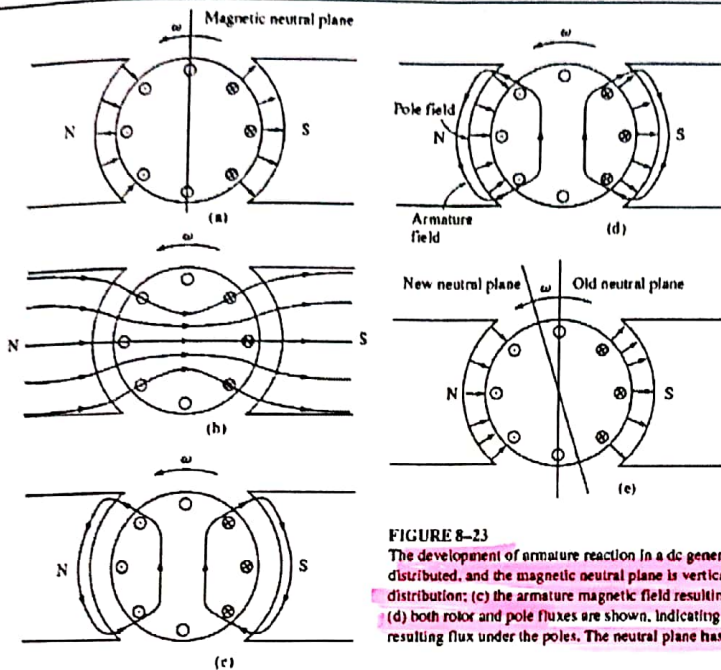 Magnetic neutral plane
ω
N
S
(a)
ω
N
S
(b)
ω
N
S
(c)
ω
Pole field
N
S
Armature
field
(d)
New neutral plane
ω
Old neutral plane
N
S
(e)
FIGURE 8–23
The development of armature reaction in a dc gener
distributed, and the magnetic neutral plane is vertica
distribution; (c) the armature magnetic field resultin
(d) both rotor and pole fluxes are shown, indicating
resulting flux under the poles. The neutral plane has